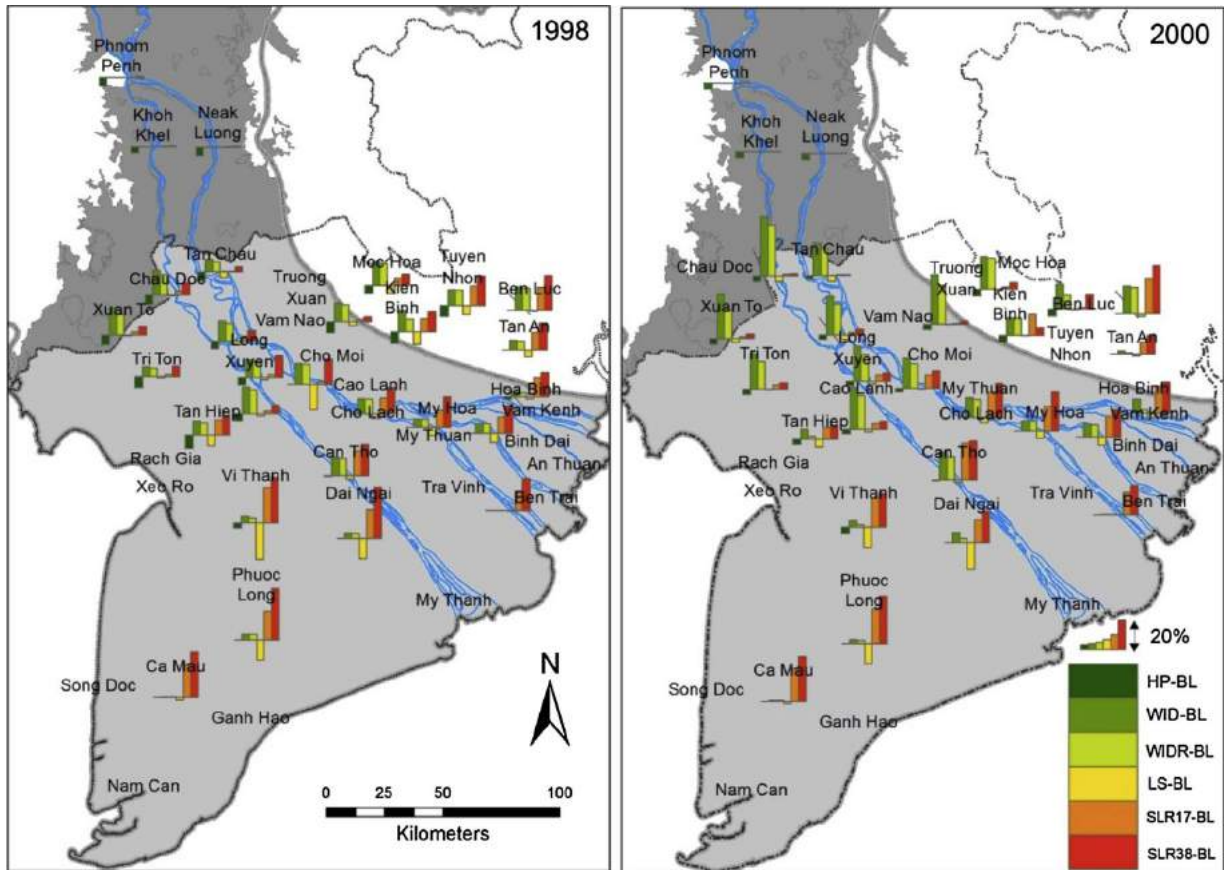 1998
Phnom
Penh
Khoh
Khel
Neak
Luong
Tan Chau
Chau Doc
Moc Hoa
Tuyen
Nhon
Truong
Xuan
Kien
Binh
Ben Luc
Xuan To
Vam Nao
Tan An
Long
Xuyen
Tri Ton
Cho Moi
Cao Lanh
Hoa Binh
Cho Lach
My Hoa
Vam Kenh
Tan Hiep
My Thuan
Binh Dai
Rach Gia
Can Tho
An Thuan
Xeo Ro
Vi Thanh
Dai Ngai
Tra Vinh
Ben Trai
Phuoc
Long
My Thanh
Ca Mau
Song Doc
Ganh Hao
N
Nam Can
0 25 50 100
Kilometers
2000
Phnom
Penh
Khoh
Khel
Neak
Luong
Tan Chau
Chau Doc
Moc Hoa
Truong
Xuan
Kien
Binh
Ben Luc
Xuan To
Vam Nao
Tuyen
Nhon
Tan An
Long
Xuyen
Tri Ton
Cho Moi
Cao Lanh
My Thuan
Hoa Binh
Cho Lach
My Hoa
Vam Kenh
Tan Hiep
Binh Dai
Rach Gia
Can Tho
An Thuan
Xeo Ro
Vi Thanh
Dai Ngai
Tra Vinh
Ben Trai
Phuoc
Long
My Thanh
Ca Mau
Song Doc
Ganh Hao
Nam Can
20%
HP-BL
WID-BL
WIDR-BL
LS-BL
SLR17-BL
SLR38-BL